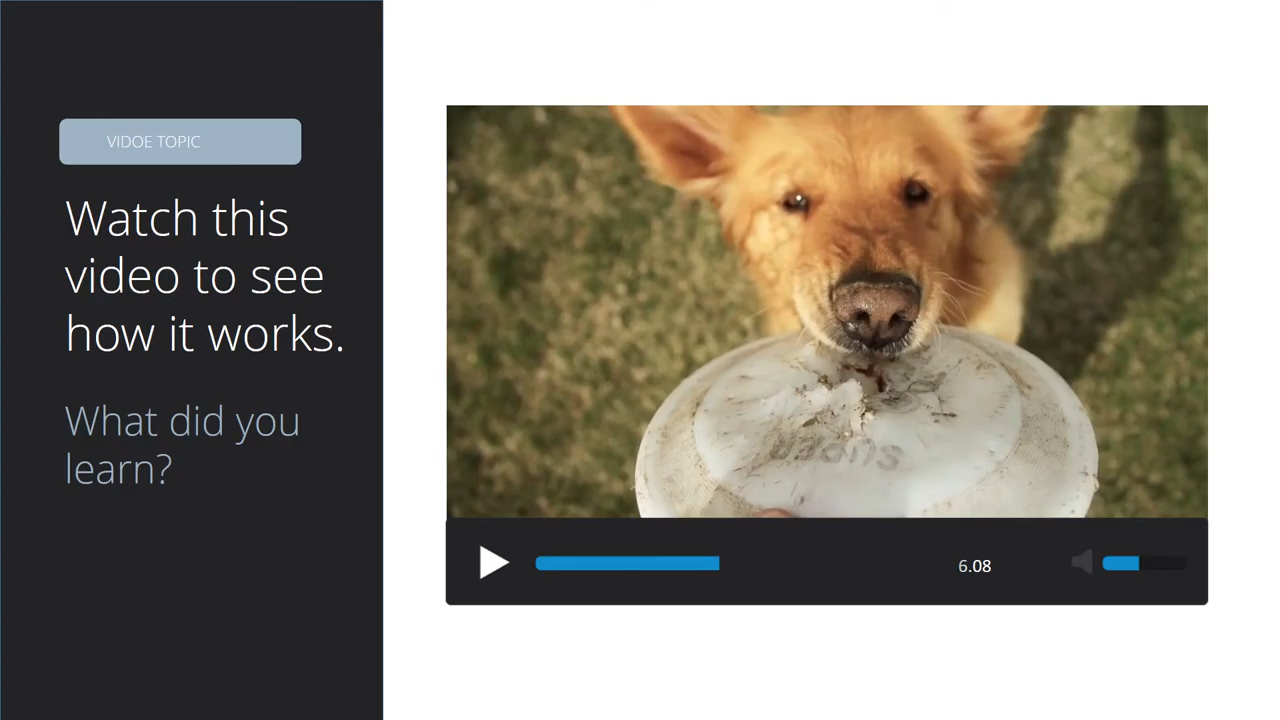 VIDOE TOPIC
Watch this
video to see
how it works.
What did you
learn?
6.08